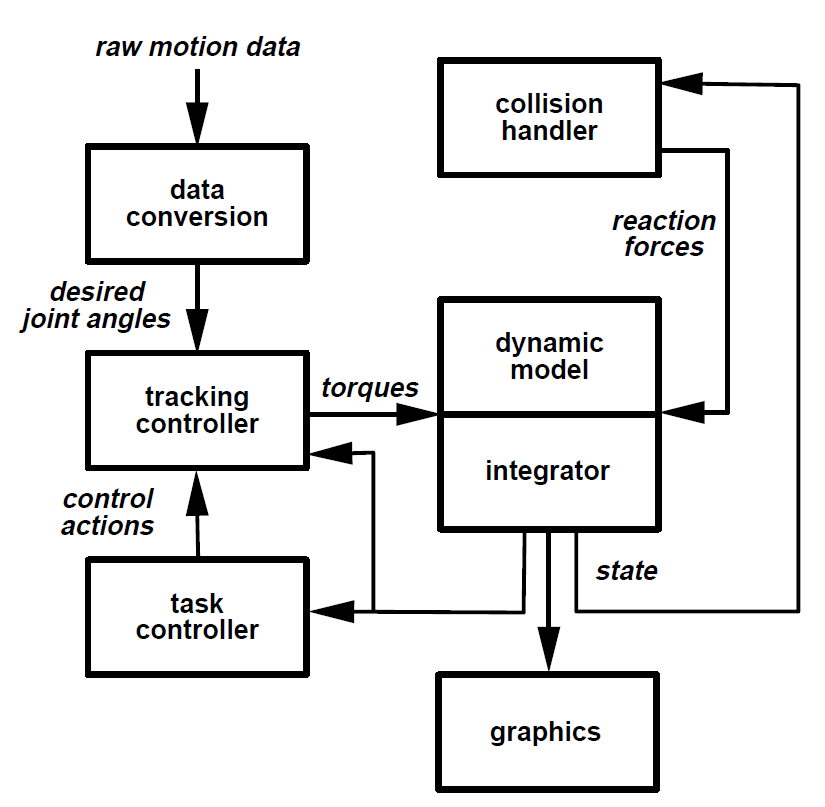 raw motion data
data
conversion
desired
joint angles
tracking
controller
control
actions
task
controller
torques
collision
handler
reaction
forces
dynamic
model
integrator
state
graphics